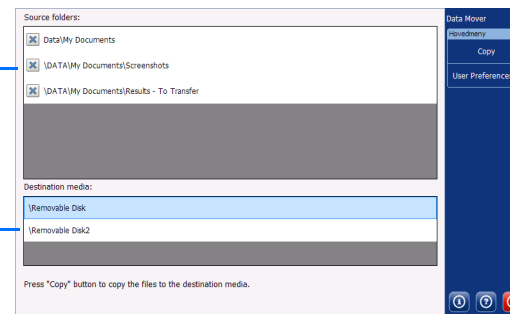 Source folders:
Data\My Documents
\DATA\My Documents\Screenshots
\DATA\My Documents\Results - To Transfer
Destination media:
\Removable Disk
\Removable Disk2
Press "Copy" button to copy the files to the destination media.
Data Mover
Hovedmeny
Copy
User Preferences